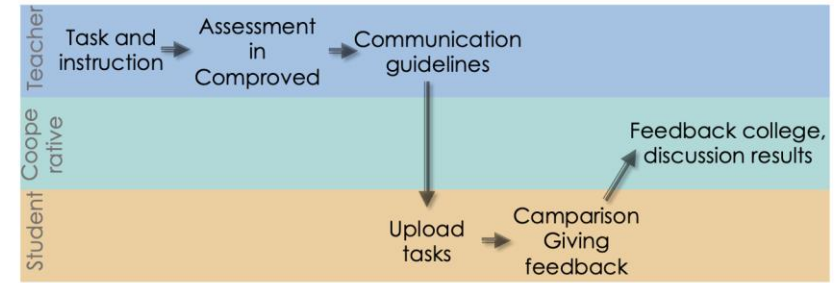 Teacher
Task and
instruction
Assessment
in
Comproved
Communication
guidelines
Coope
rative
Feedback college,
discussion results
Student
Upload
tasks
Camparison
Giving
feedback